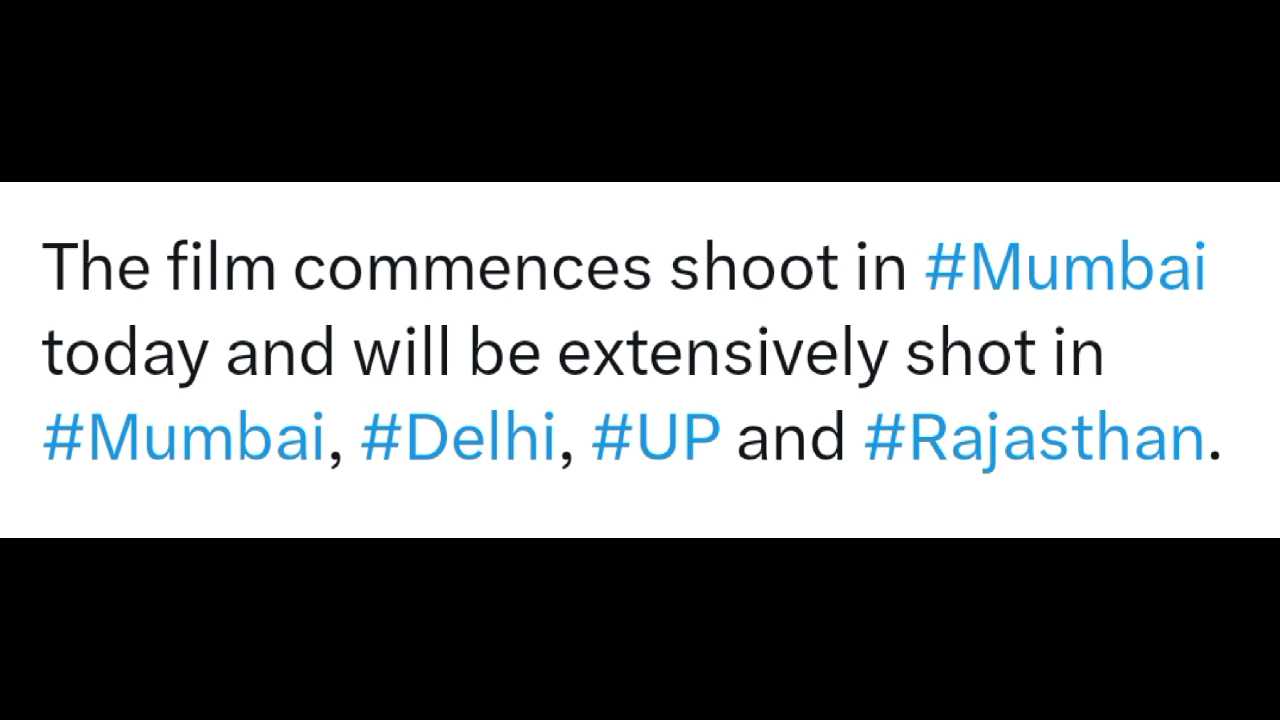 The film commences shoot in #Mumbai
today and will be extensively shot in
#Mumbai, #Delhi, #UP and #Rajasthan.